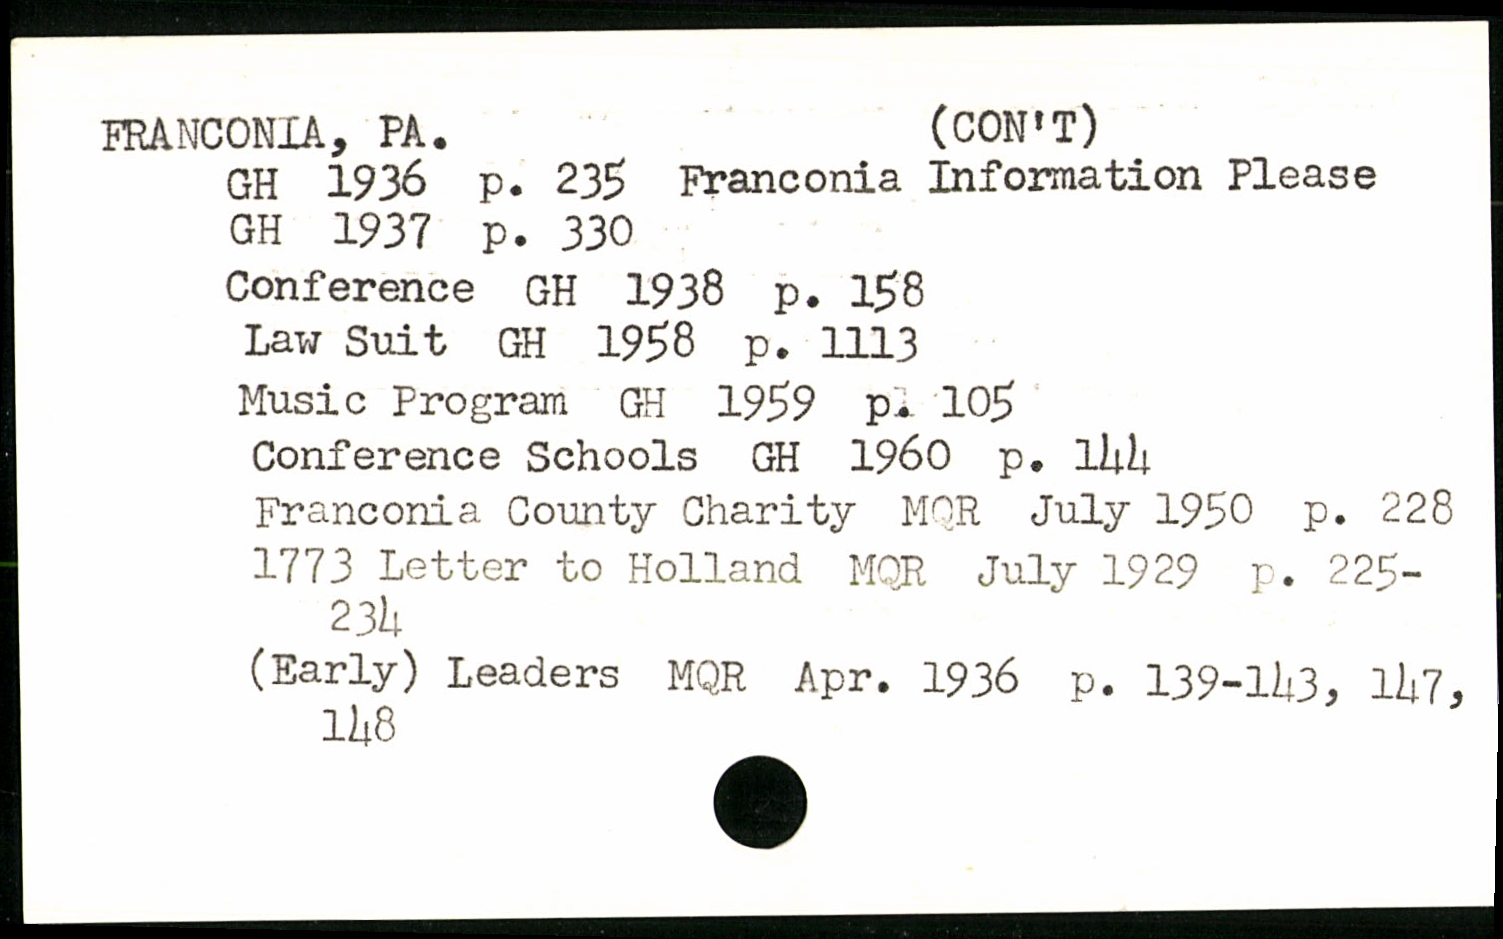 FRANCONIA, PA. (CON'T)
GH 1936 p. 235 Franconia Information Please
GH 1937 p. 330
Conference GH 1938 p. 158
Law Suit GH 1958 p. 1113
Music Program GH 1959 p. 105
Conference Schools GH 1960 p. 144
Franconia County Charity MQR July 1950 p. 228
1773 Letter to Holland MQR July 1929 p. 225-
234
(Early) Leaders MQR Apr. 1936 p. 139-143, 147,
148